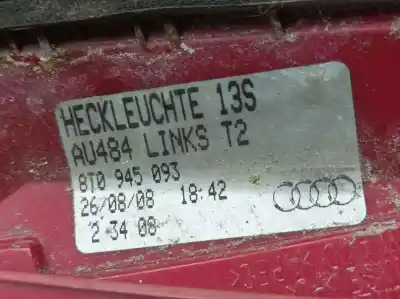 HECKLEUCHTE 13S
AU484 LINKS T2
8T0 945 093
26/08/08 18:42
2 34 08